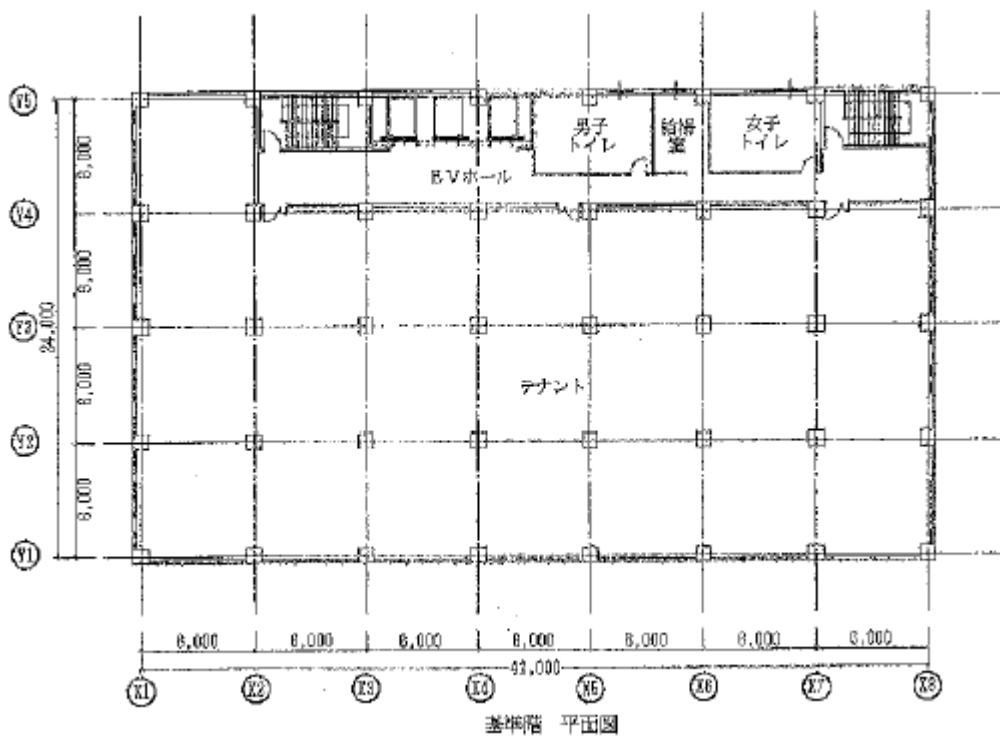 Y5
男子
トイレ
給湯
室
女子
トイレ
6,000
EVホール
Y4
6,000
Y3
24,000
テナント
6,000
Y2
6,000
Y1
6,000 6,000 6,000 6,000 6,000 6,000 6,000
42,000
X1 X2 X3 X4 X5 X6 X7 X8
基準階 平面図